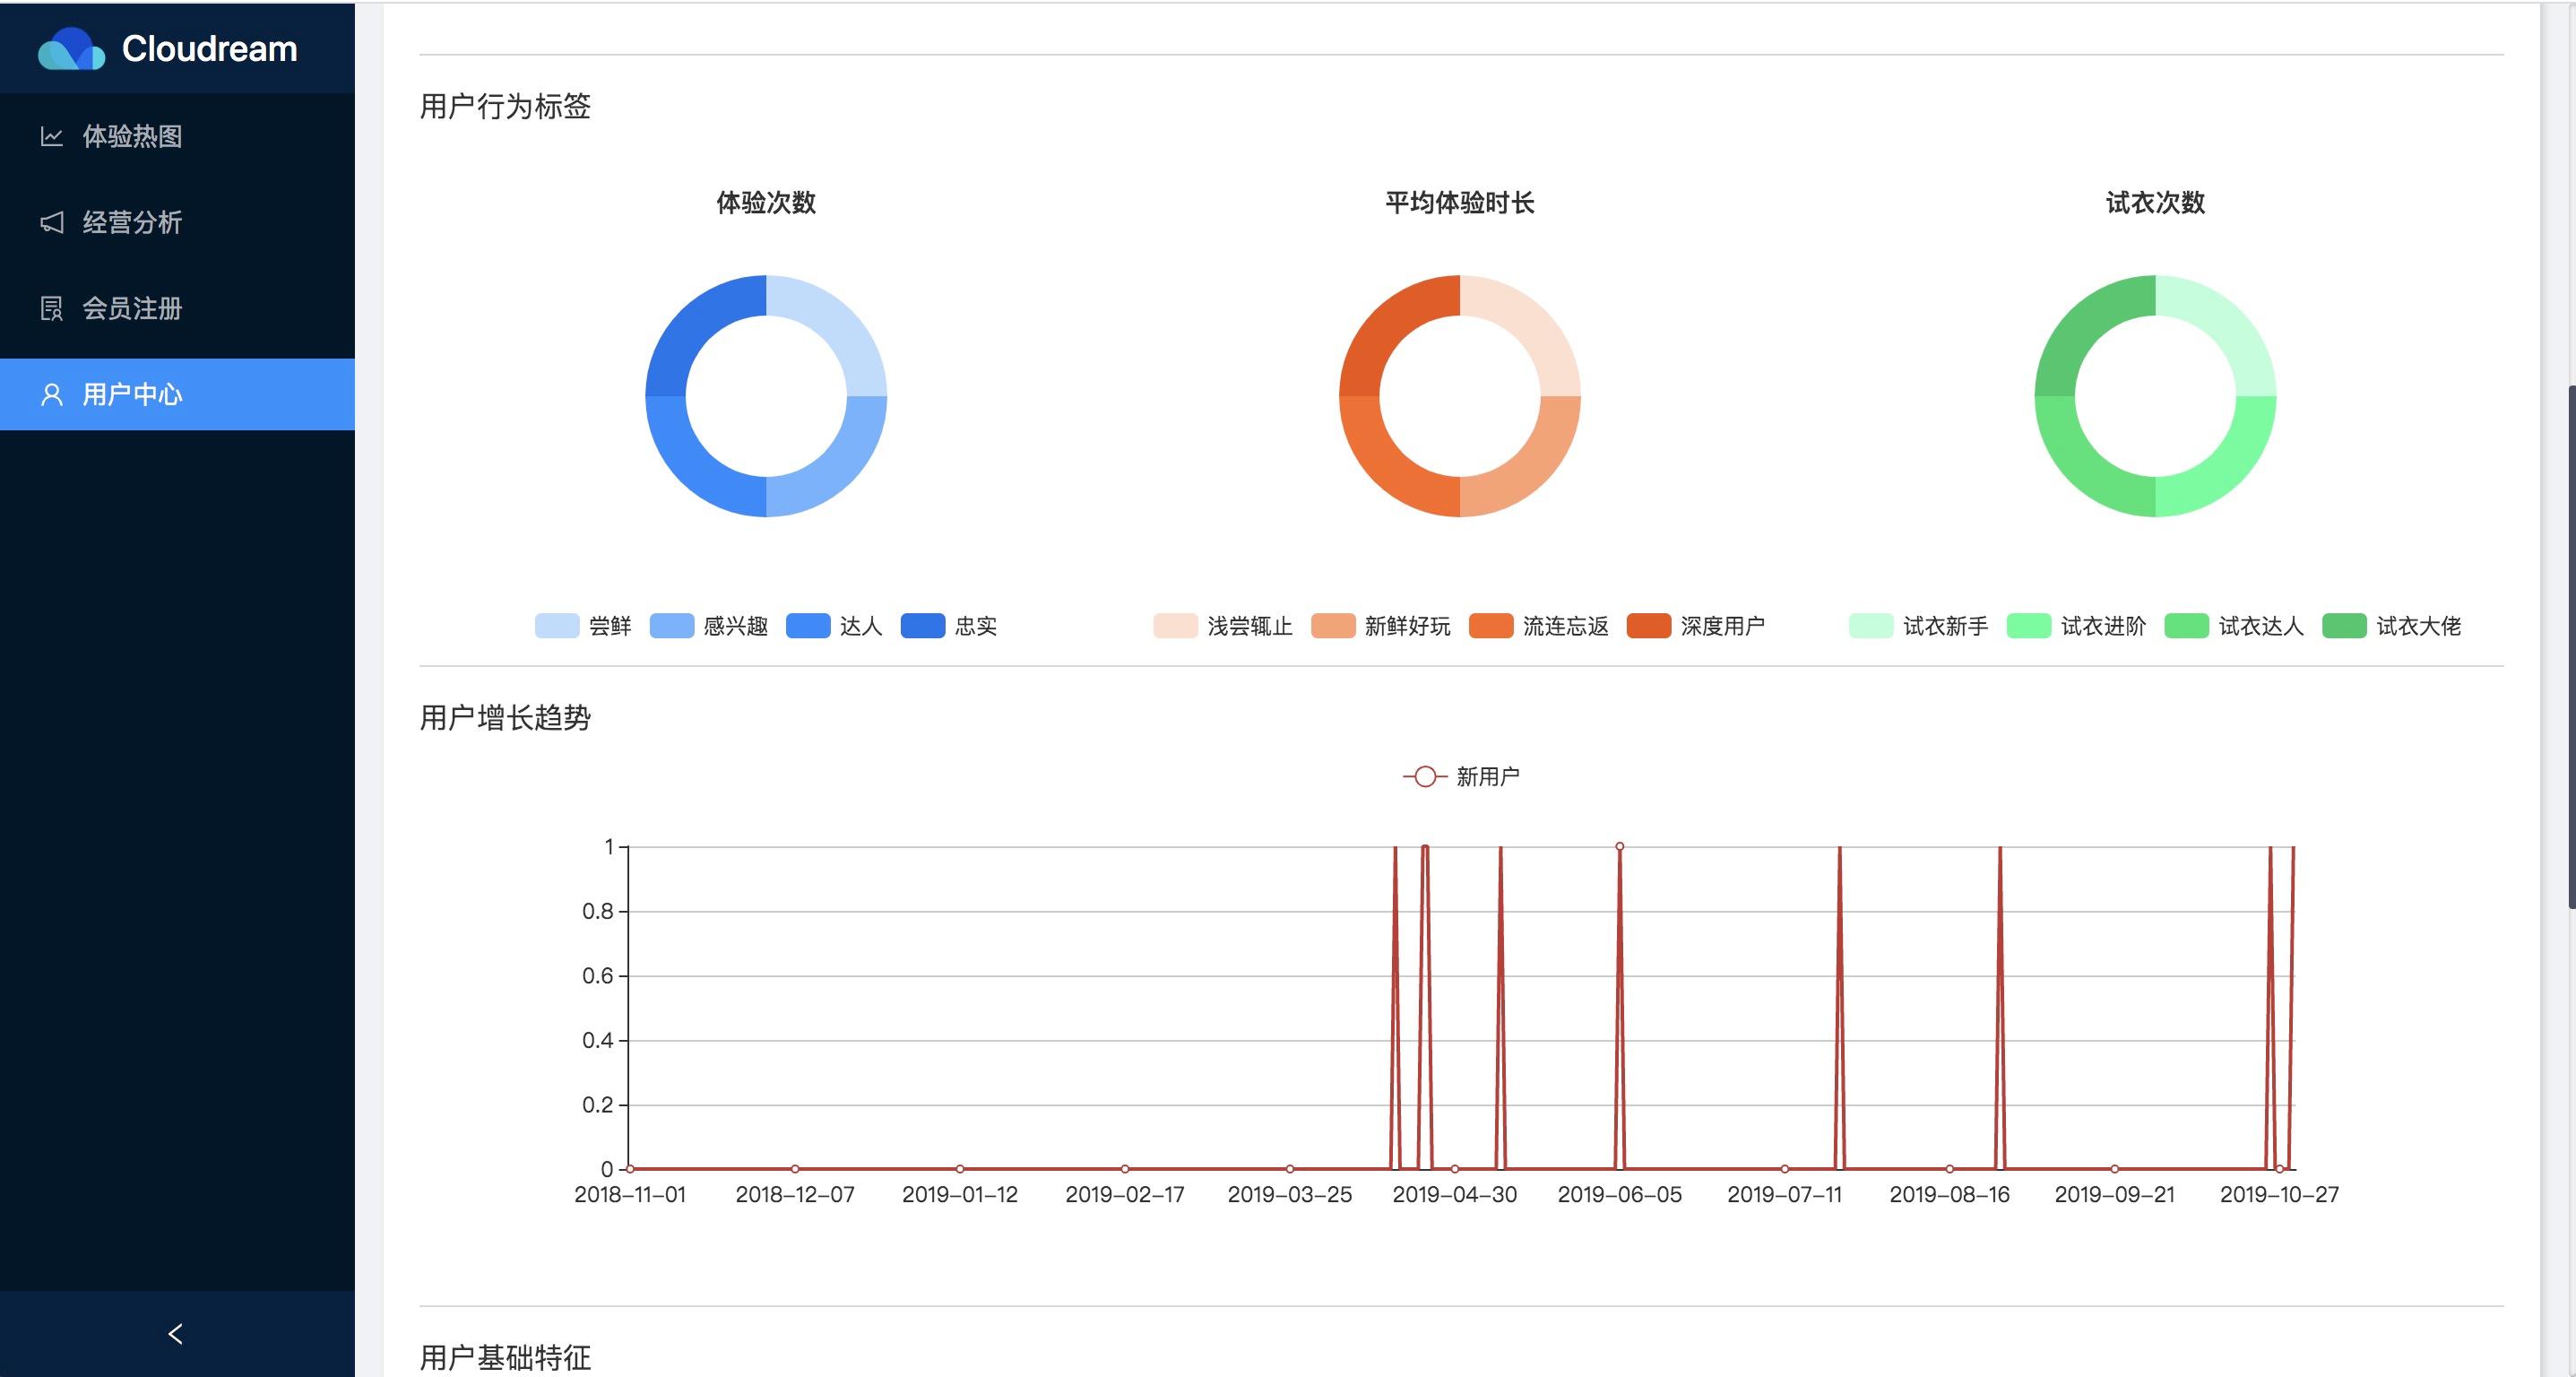 Cloudream
体验热图
经营分析
会员注册
用户中心
用户行为标签
体验次数
平均体验时长
试衣次数
尝鲜 感兴趣 达人 忠实
浅尝辄止 新鲜好玩 流连忘返 深度用户
试衣新手 试衣进阶 试衣达人 试衣大佬
用户增长趋势
新用户
1
0.8
0.6
0.4
0.2
0
2018-11-01 2018-12-07 2019-01-12 2019-02-17 2019-03-25 2019-04-30 2019-06-05 2019-07-11 2019-08-16 2019-09-21 2019-10-27
用户基础特征